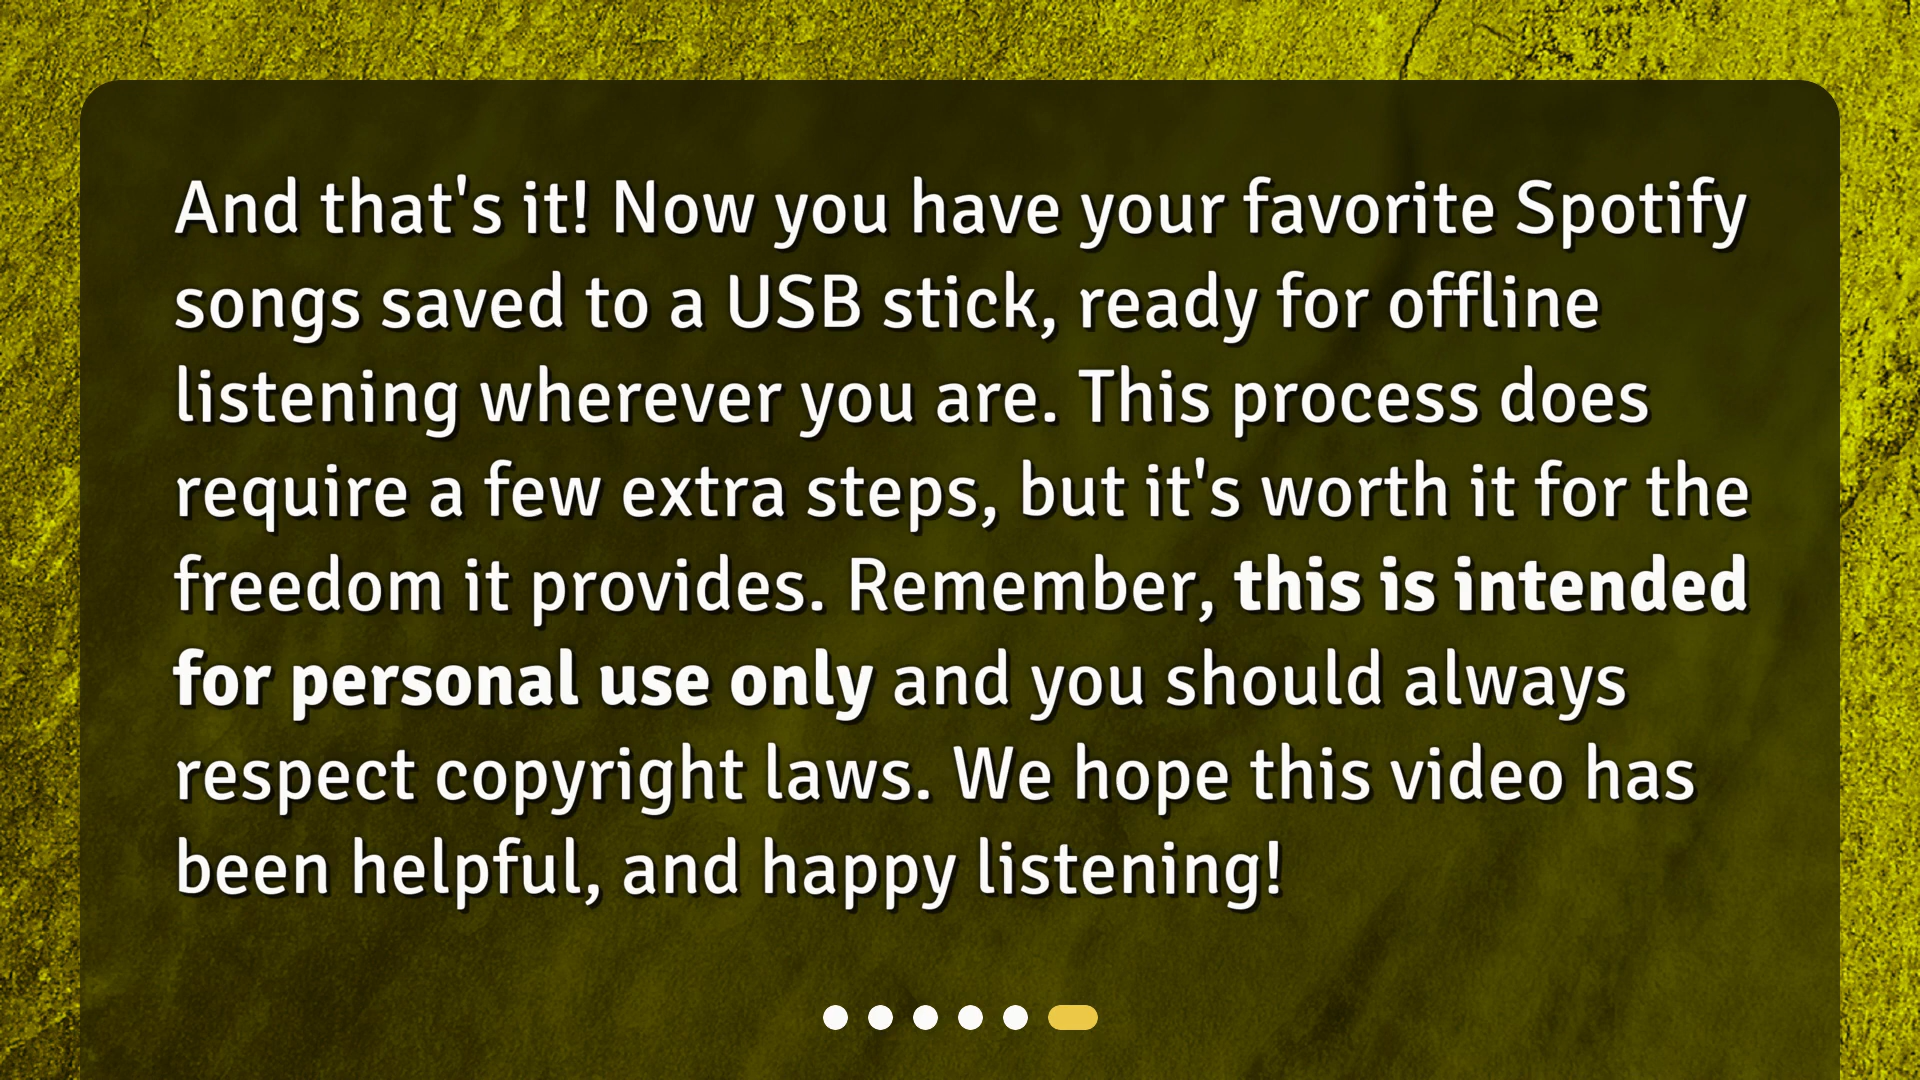 And that's it! Now you have your favorite Spotify
songs saved to a USB stick, ready for offline
listening wherever you are. This process does
require a few extra steps, but it's worth it for the
freedom it provides. Remember, this is intended
for personal use only and you should always
respect copyright laws. We hope this video has
been helpful, and happy listening!